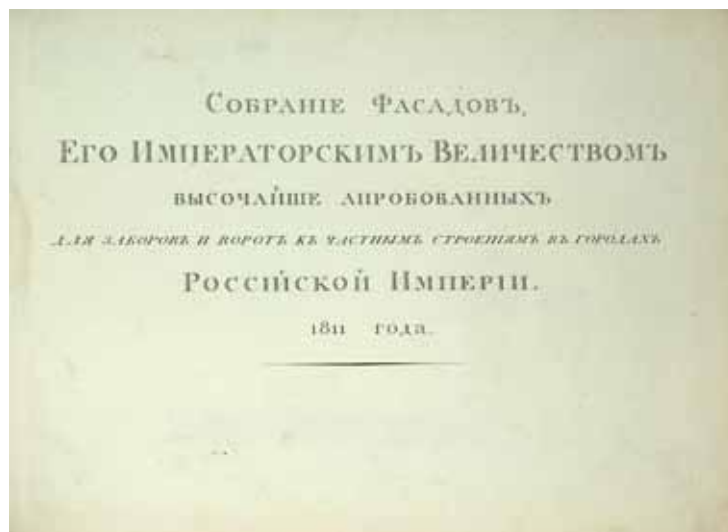 Собраніе Фасадовъ,
Его Императорскимъ Величествомъ
высочайше апробованныхъ
для заборовъ и воротъ къ частнымъ строеніямъ въ городахъ
Россійской Имперіи.
1811 года.